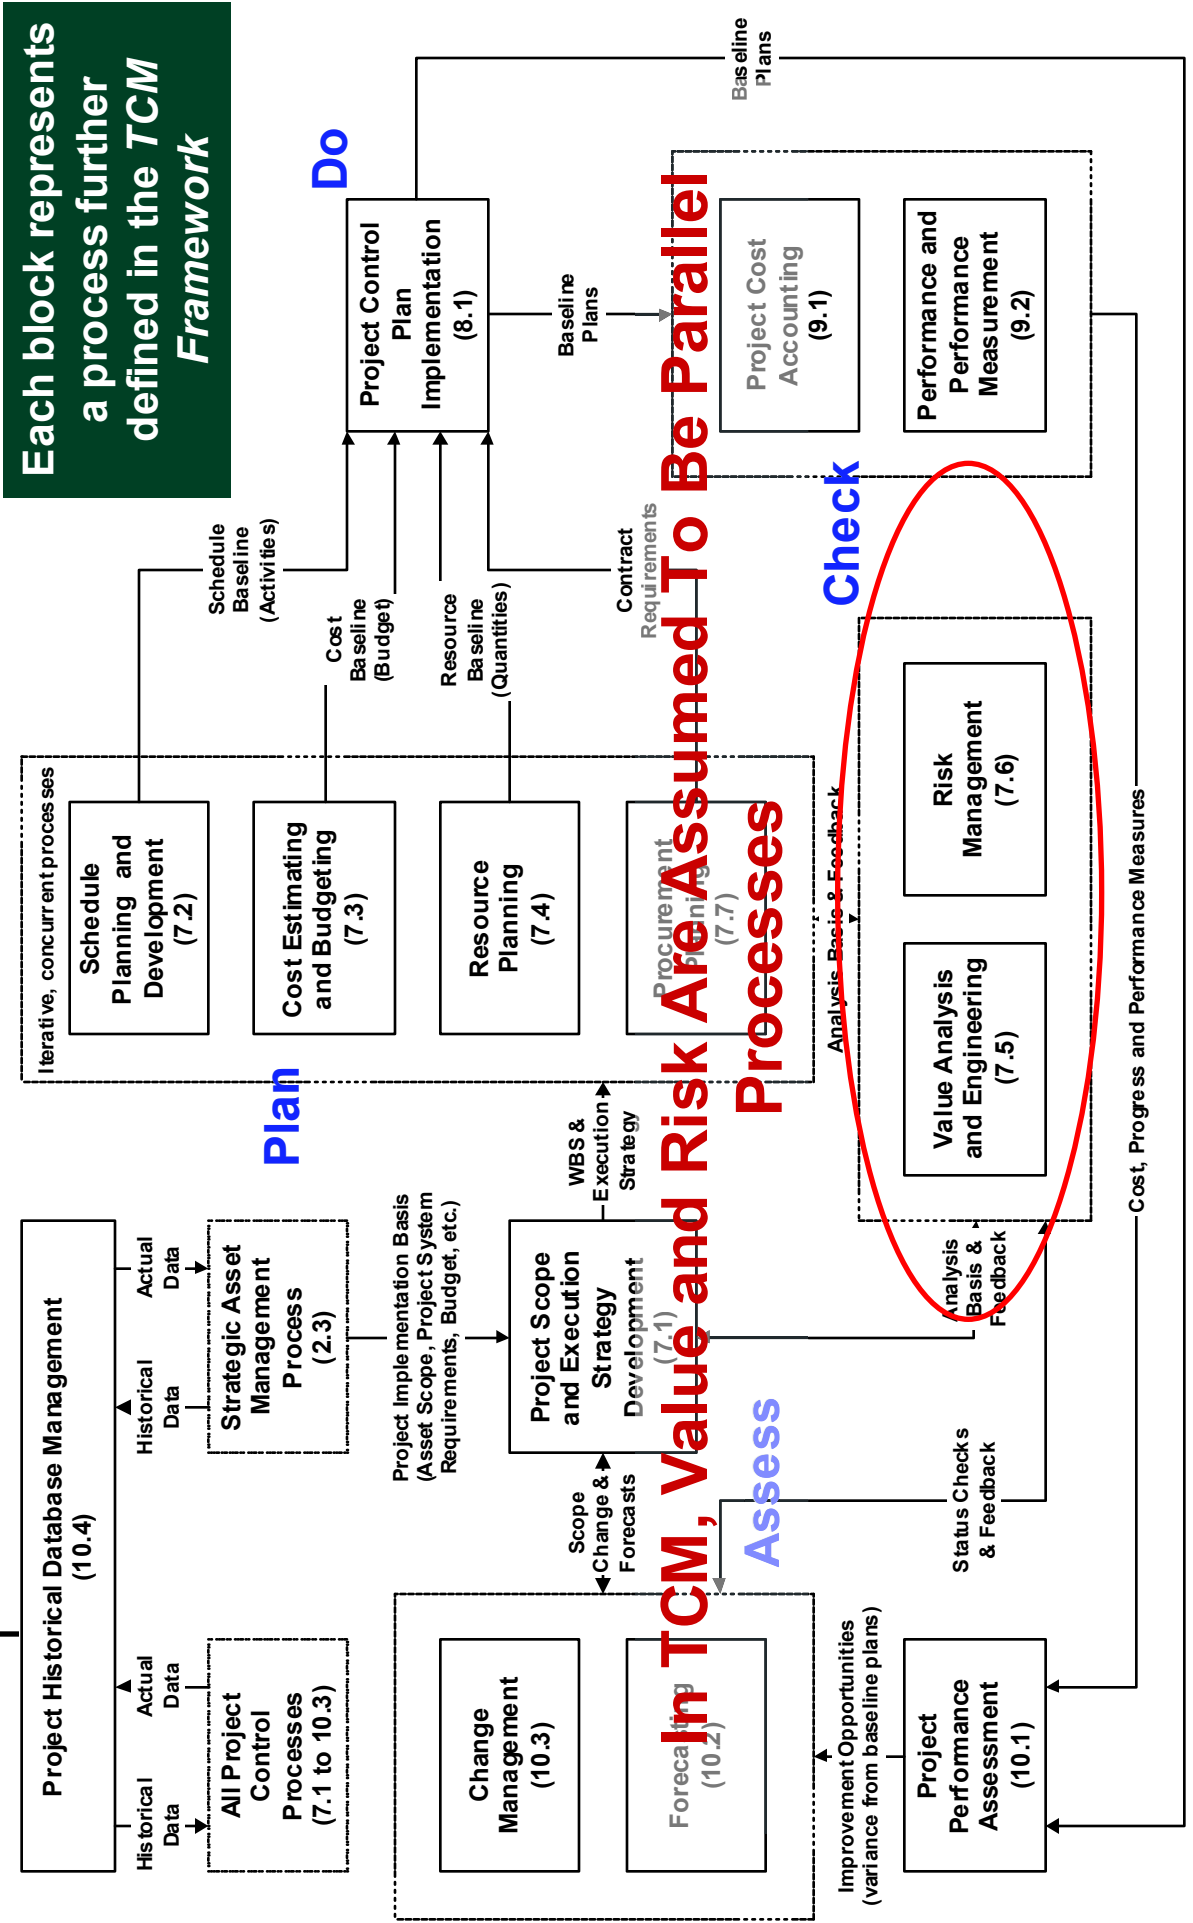 Each block represents
a process further
defined in the TCM
Framework
Project Historical Database Management
(10.4)
Historical
Data
Actual
Data
Historical
Data
Actual
Data
All Project
Control
Processes
(7.1 to 10.3)
Strategic Asset
Management
Process
(2.3)
Project Implementation Basis
(Asset Scope, Project System
Requirements, Budget, etc.)
Plan
Iterative, concurrent processes
Schedule
Planning and
Development
(7.2)
Cost Estimating
and Budgeting
(7.3)
Resource
Planning
(7.4)
Procurement
Planning
(7.7)
Schedule
Baseline
(Activities)
Cost
Baseline
(Budget)
Resource
Baseline
(Quantities)
Contract
Requirements
Do
Project Control
Plan
Implementation
(8.1)
Baseline
Plans
Baseline
Plans
Change
Management
(10.3)
Forecasting
(10.2)
Scope
Change &
Forecasts
Project Scope
and Execution
Strategy
Development
(7.1)
WBS &
Execution
Strategy
In TCM, Value and Risk Are Assumed To Be Parallel
Processes
Project Cost
Accounting
(9.1)
Performance and
Performance
Measurement
(9.2)
Assess
Check
Analysis Basis & Feedback
Improvement Opportunities
(variance from baseline plans)
Project
Performance
Assessment
(10.1)
Status Checks
& Feedback
Analysis
Basis &
Feedback
Value Analysis
and Engineering
(7.5)
Risk
Management
(7.6)
Cost, Progress and Performance Measures